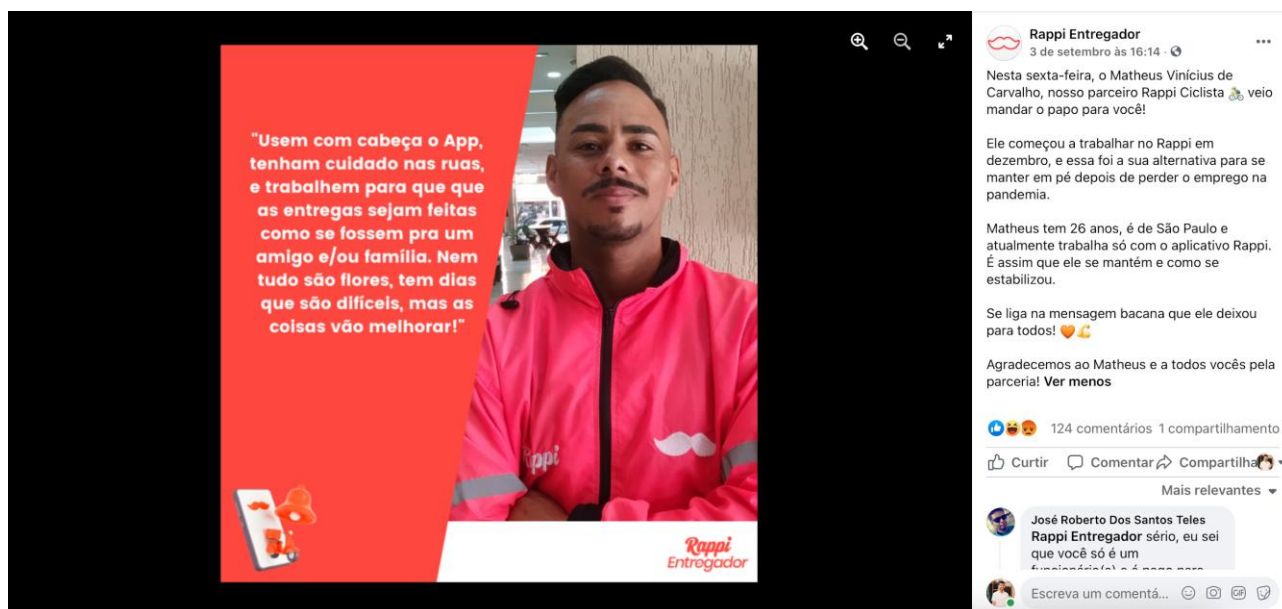 "Usem com cabeça o App,
tenham cuidado nas ruas,
e trabalhem para que que
as entregas sejam feitas
como se fossem pra um
amigo e/ou família. Nem
tudo são flores, tem dias
que são difíceis, mas as
coisas vão melhorar!"
Rappi
Rappi
Entregador
Rappi Entregador
3 de setembro às 16:14 ·
Nesta sexta-feira, o Matheus Vinícius de
Carvalho, nosso parceiro Rappi Ciclista 🚴 veio
mandar o papo para você!
Ele começou a trabalhar no Rappi em
dezembro, e essa foi a sua alternativa para se
manter em pé depois de perder o emprego na
pandemia.
Matheus tem 26 anos, é de São Paulo e
atualmente trabalha só com o aplicativo Rappi.
É assim que ele se mantém e como se
estabilizou.
Se liga na mensagem bacana que ele deixou
para todos! 🧡💪
Agradecemos ao Matheus e a todos vocês pela
parceria! Ver menos
124 comentários 1 compartilhamento
Curtir Comentar Compartilha
Mais relevantes
José Roberto Dos Santos Teles
Rappi Entregador sério, eu sei
que você só é um
Escreva um comentá... GIF